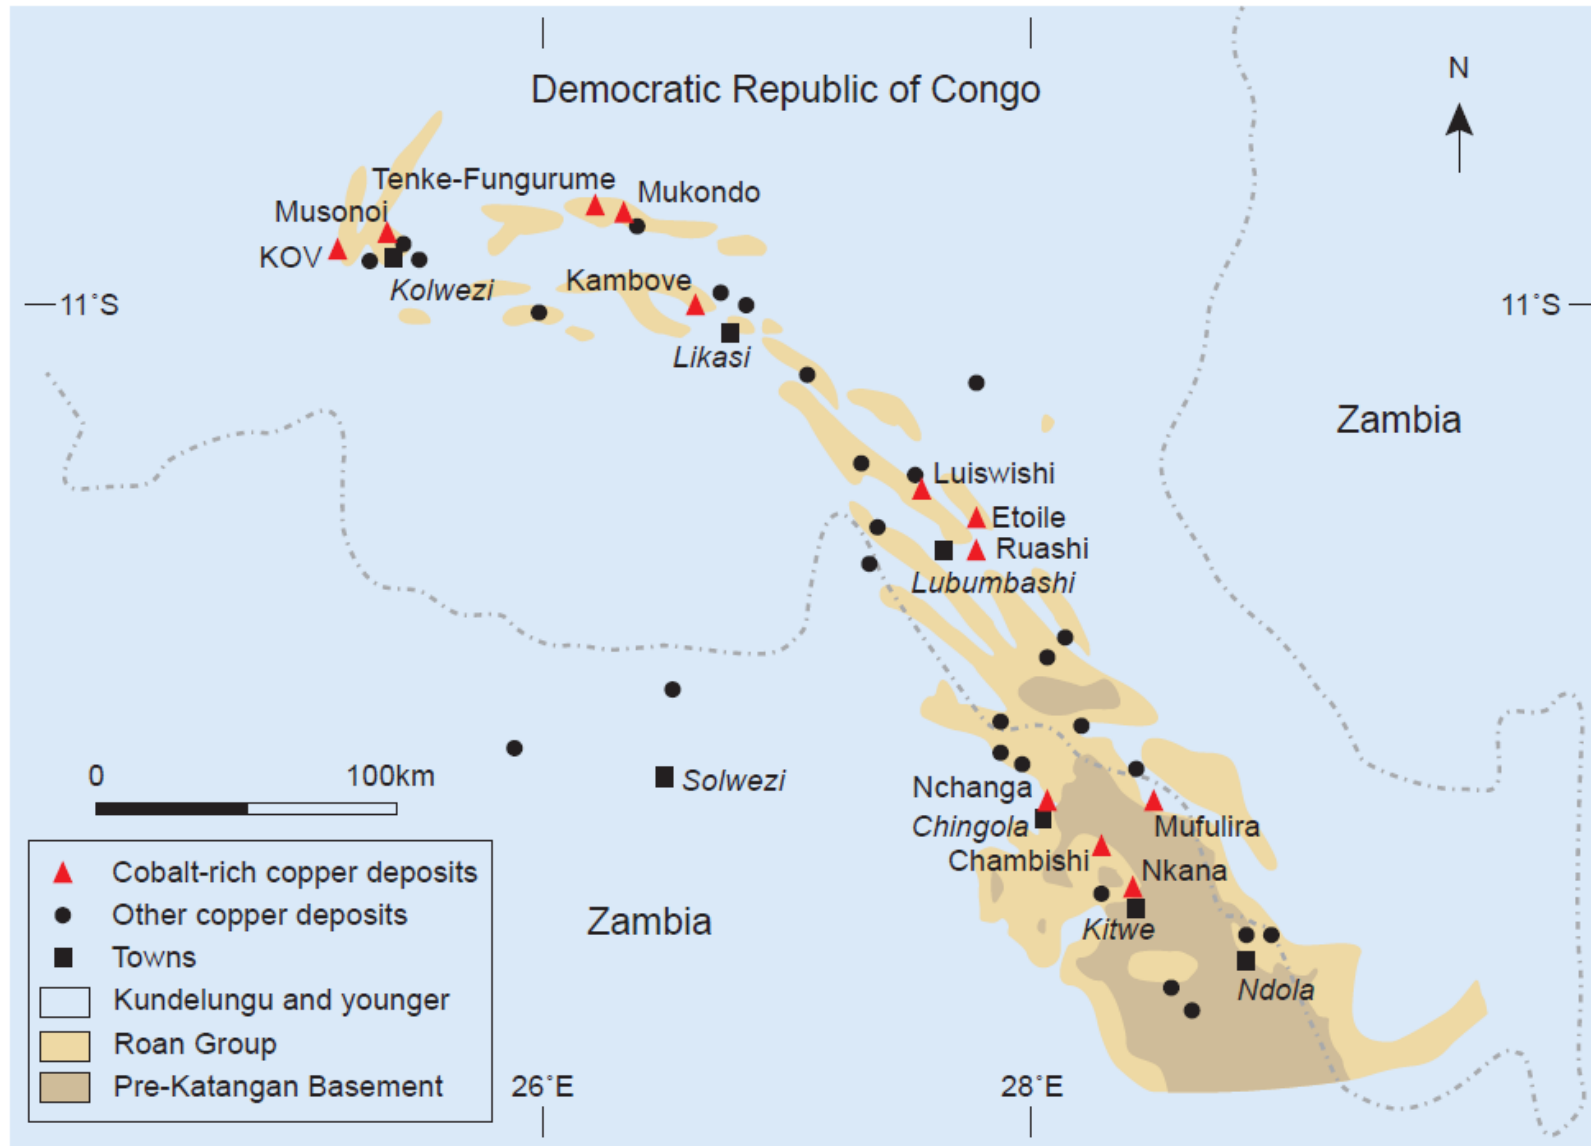 Democratic Republic of Congo
N
Tenke-Fungurume
Mukondo
Musonoi
KOV
Kolwezi
Kambove
11°S
11°S
Likasi
Zambia
Luiswishi
Etoile
Ruashi
Lubumbashi
0
100km
Solwezi
Nchanga
Chingola
Mufulira
Chambishi
Nkana
Zambia
Kitwe
Ndola
Cobalt-rich copper deposits
Other copper deposits
Towns
Kundelungu and younger
Roan Group
Pre-Katangan Basement
26°E
28°E